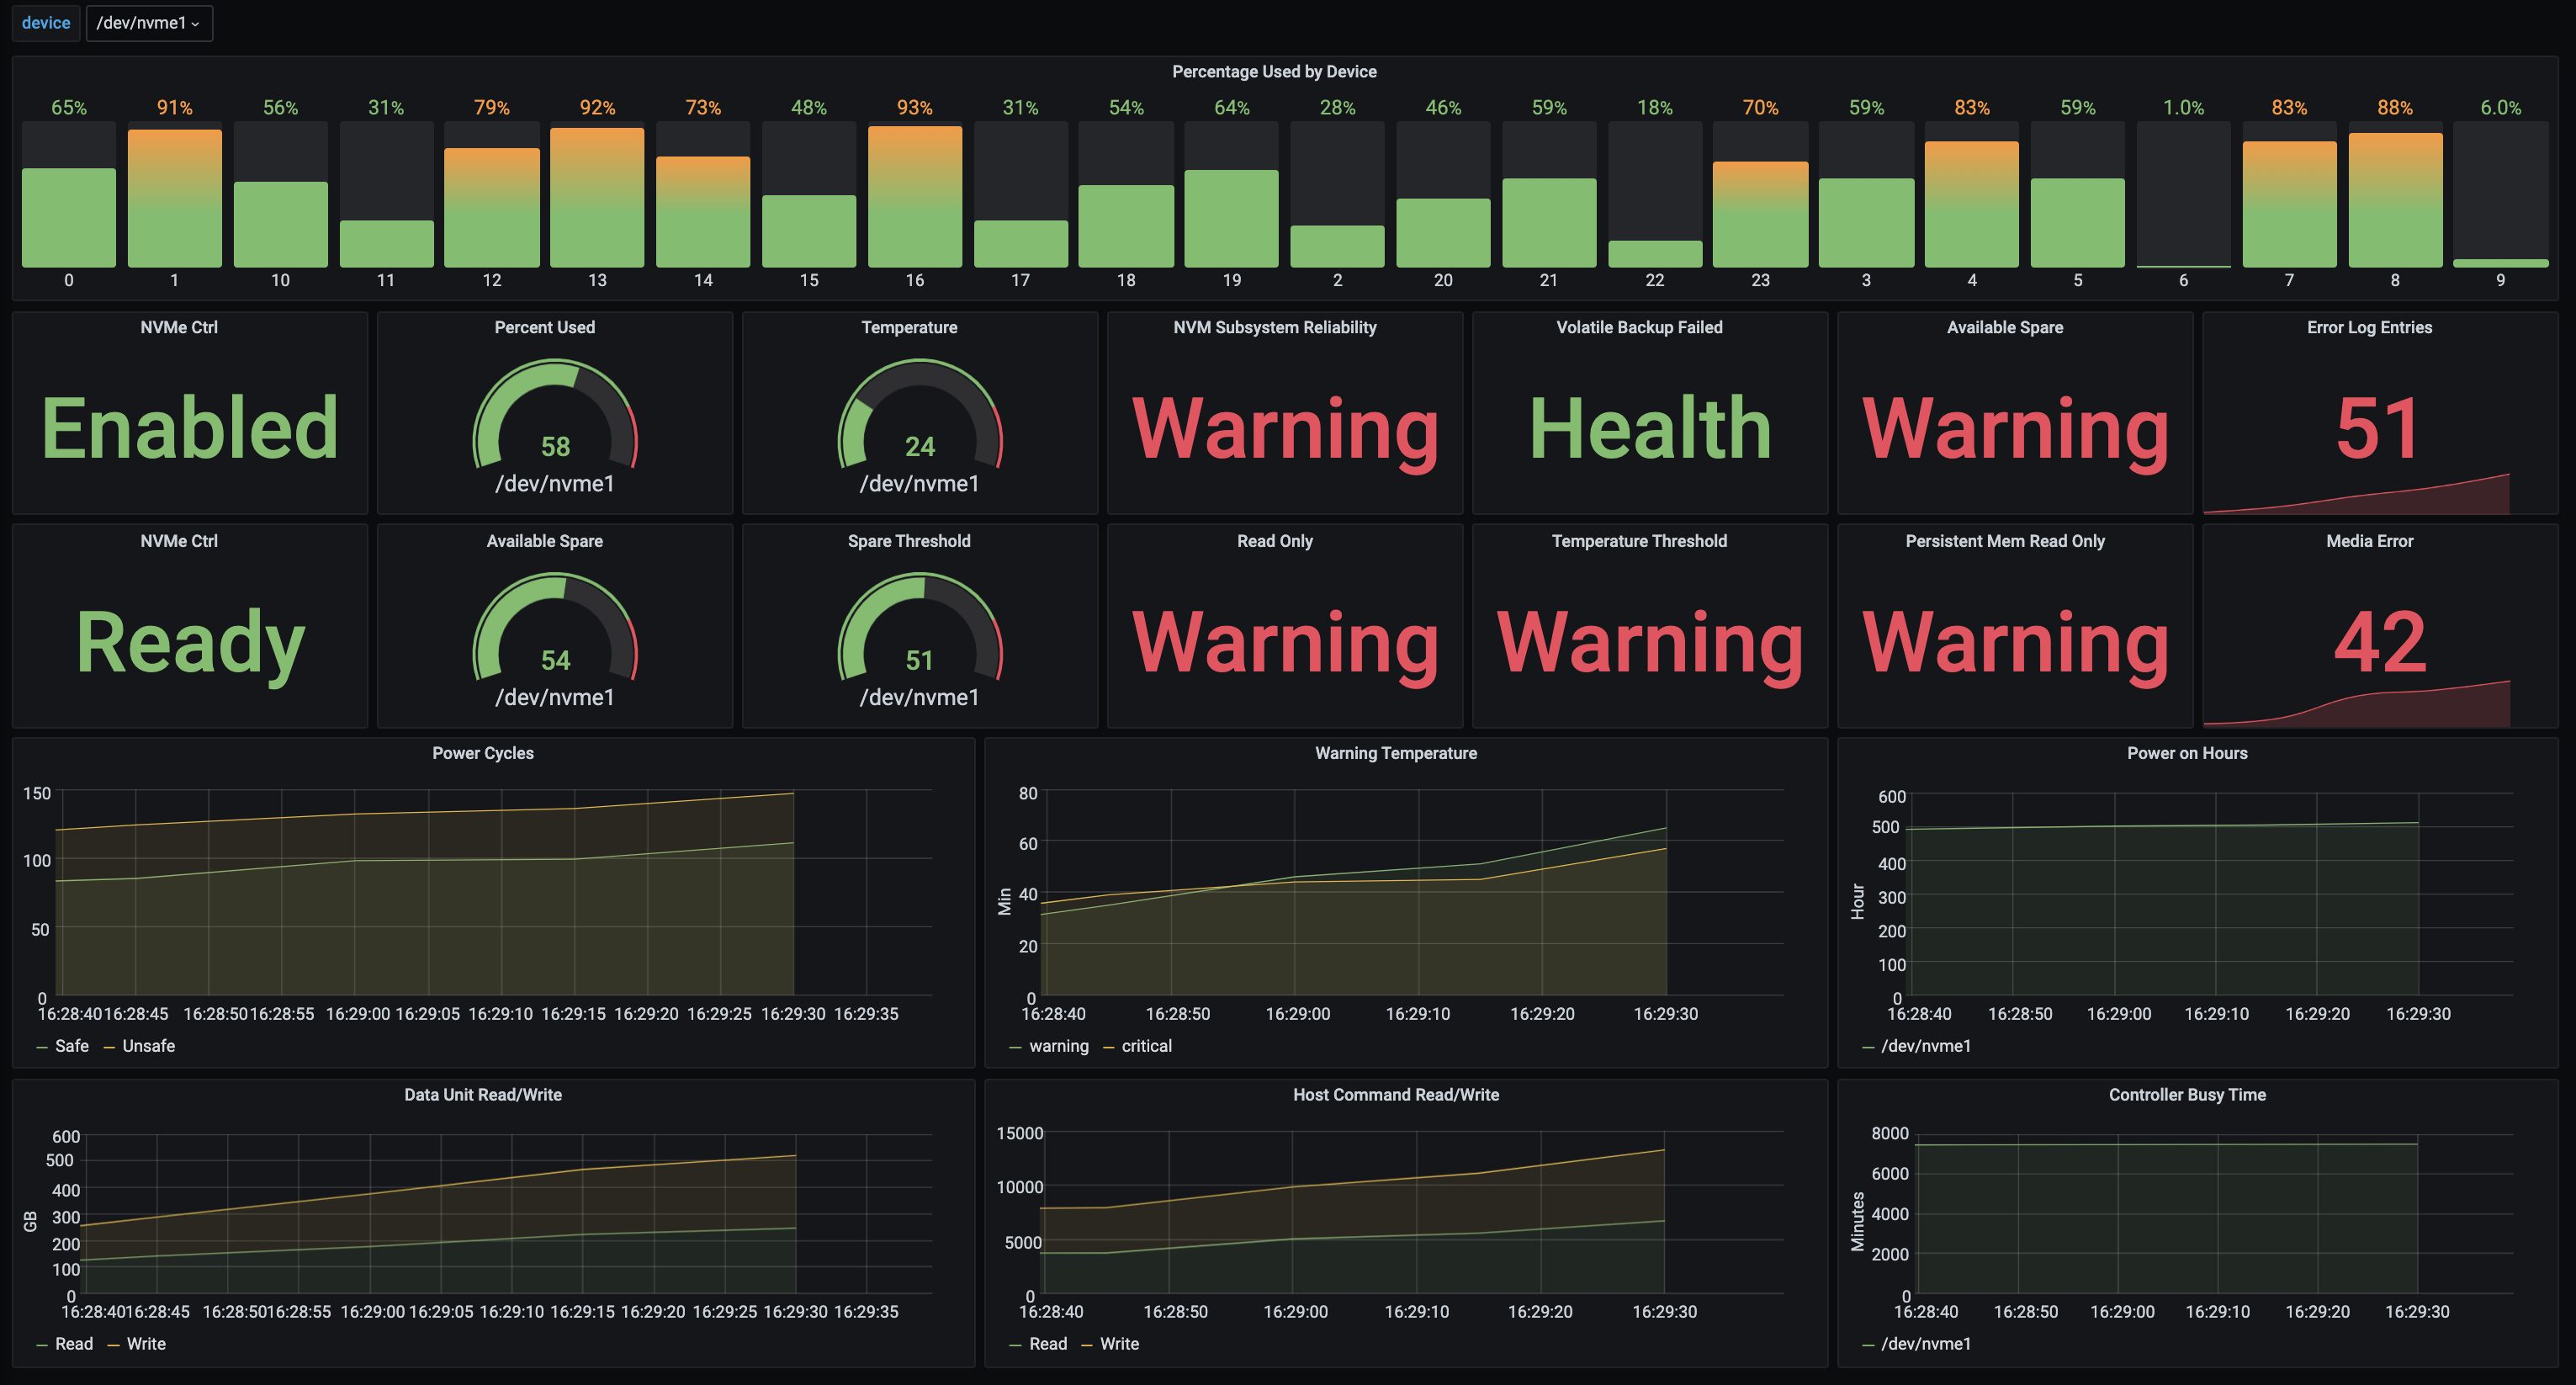 device /dev/nvme1
Percentage Used by Device
65% 91% 56% 31% 79% 92% 73% 48% 93% 31% 54% 64% 28% 46% 59% 18% 70% 59% 83% 59% 1.0% 83% 88% 6.0%
0 1 10 11 12 13 14 15 16 17 18 19 2 20 21 22 23 3 4 5 6 7 8 9
NVMe Ctrl
Enabled
Percent Used
58
/dev/nvme1
Temperature
24
/dev/nvme1
NVM Subsystem Reliability
Warning
Volatile Backup Failed
Health
Available Spare
Warning
Error Log Entries
51
NVMe Ctrl
Ready
Available Spare
54
/dev/nvme1
Spare Threshold
51
/dev/nvme1
Read Only
Warning
Temperature Threshold
Warning
Persistent Mem Read Only
Warning
Media Error
42
Power Cycles
150
100
50
0
16:28:40 16:28:45 16:28:50 16:28:55 16:29:00 16:29:05 16:29:10 16:29:15 16:29:20 16:29:25 16:29:30 16:29:35
Safe Unsafe
Warning Temperature
Min
80
60
40
20
0
16:28:40 16:28:50 16:29:00 16:29:10 16:29:20 16:29:30
warning critical
Power on Hours
Hour
600
500
400
300
200
100
0
16:28:40 16:28:50 16:29:00 16:29:10 16:29:20 16:29:30
/dev/nvme1
Data Unit Read/Write
GB
600
500
400
300
200
100
0
16:28:40 16:28:45 16:28:50 16:28:55 16:29:00 16:29:05 16:29:10 16:29:15 16:29:20 16:29:25 16:29:30 16:29:35
Read Write
Host Command Read/Write
15000
10000
5000
0
16:28:40 16:28:50 16:29:00 16:29:10 16:29:20 16:29:30
Read Write
Controller Busy Time
Minutes
8000
6000
4000
2000
0
16:28:40 16:28:50 16:29:00 16:29:10 16:29:20 16:29:30
/dev/nvme1